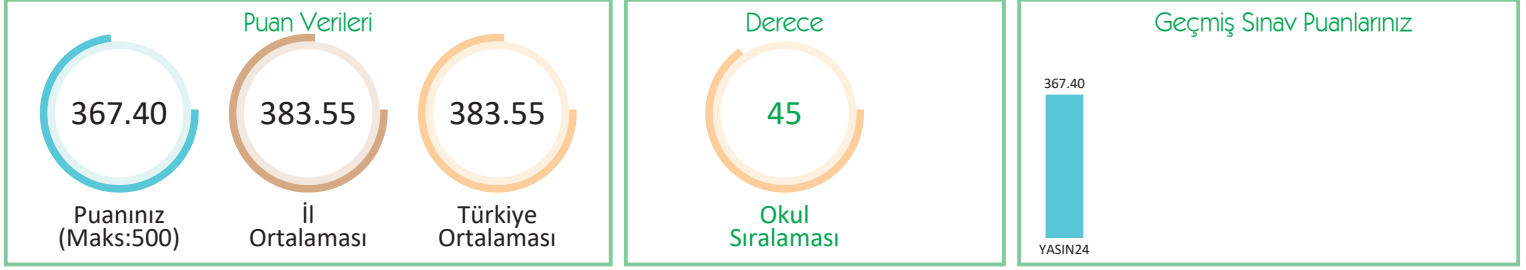 Puan Verileri
367.40
Puanınız
(Maks:500)
383.55
İl
Ortalaması
383.55
Türkiye
Ortalaması
Derece
45
Okul
Sıralaması
Geçmiş Sınav Puanlarınız
367.40
YASIN24